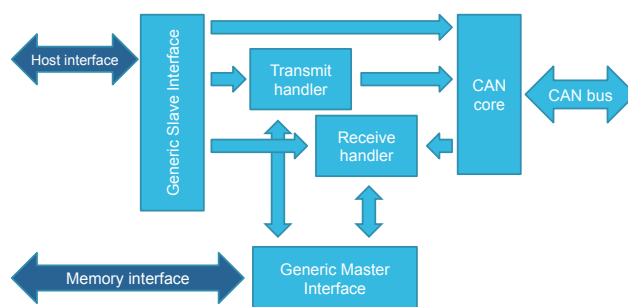 Host interface
Generic Slave Interface
Transmit
handler
CAN
core
CAN bus
Receive
handler
Memory interface
Generic Master
Interface